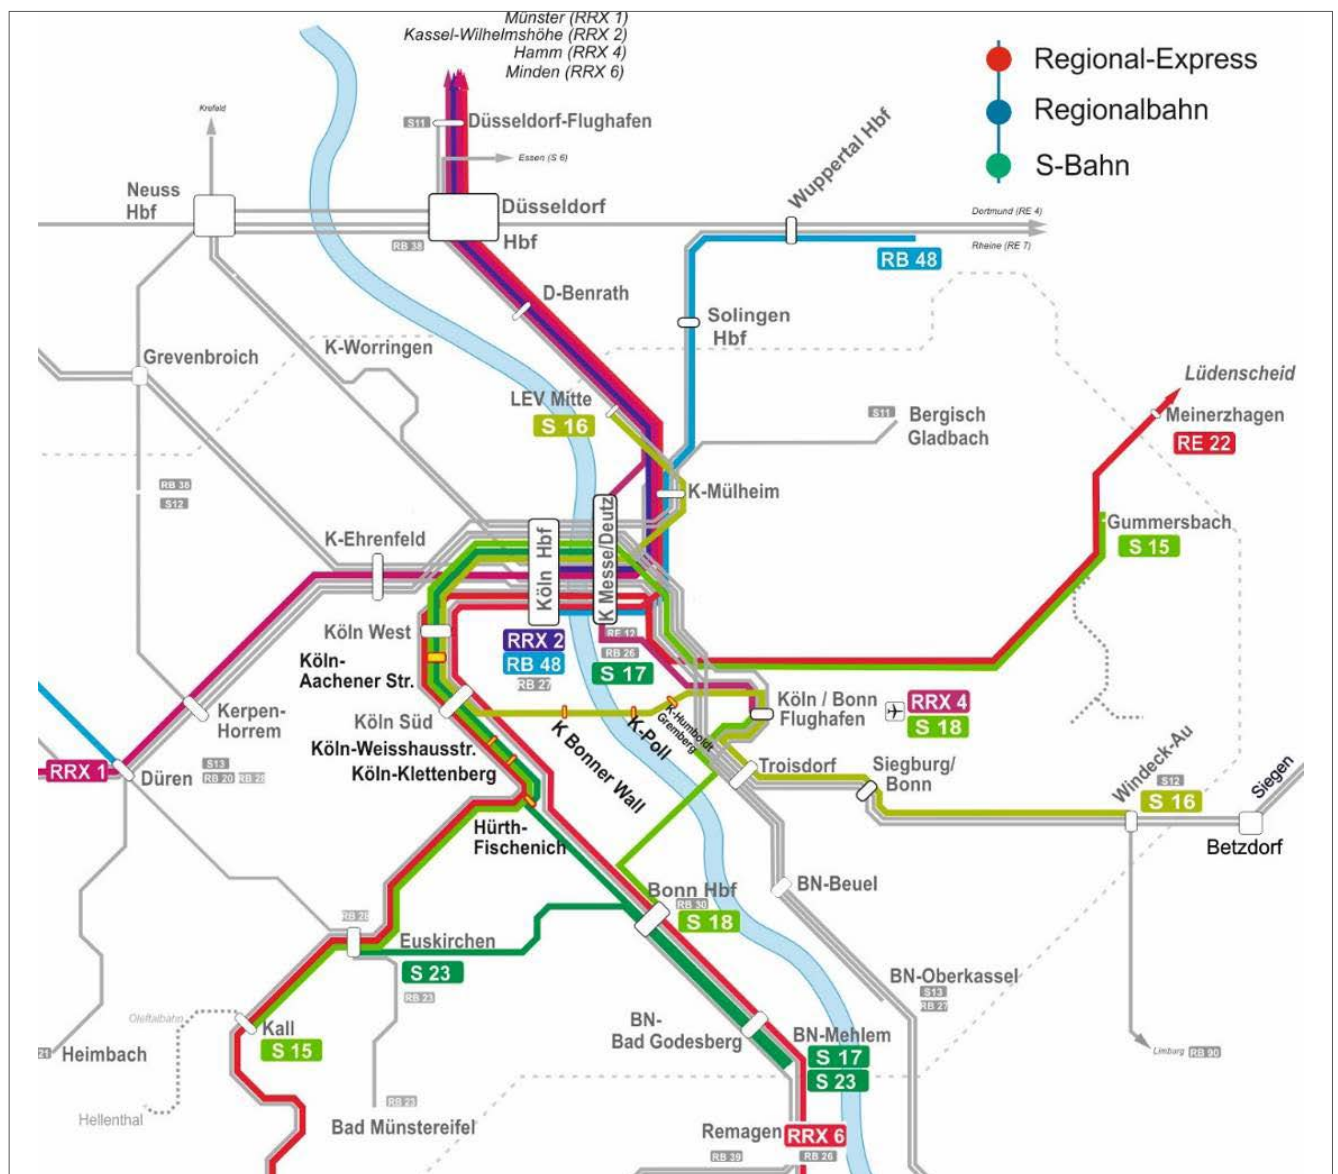 Münster (RRX 1)
Kassel-Wilhelmshöhe (RRX 2)
Hamm (RRX 4)
Minden (RRX 6)
Regional-Express
Regionalbahn
S-Bahn
Krefeld
S11
Düsseldorf-Flughafen
Essen (S 6)
Wuppertal Hbf
Neuss
Hbf
Düsseldorf
Hbf
RB 38
Dortmund (RE 4)
Rheine (RE 7)
RB 48
D-Benrath
Solingen
Hbf
K-Worringen
Grevenbroich
Lüdenscheid
LEV Mitte
S 16
S11
Bergisch
Gladbach
Meinerzhagen
RE 22
RB 38
S12
K-Mülheim
K-Ehrenfeld
Köln Hbf
K Messe/Deutz
Gummersbach
S 15
Köln West
RRX 2
RB 48
RB 27
RE 12
RB 26
S 17
Köln-
Aachener Str.
Köln Süd
Kerpen-
Horrem
Köln-Weisshausstr.
Köln-Klettenberg
K Bonner Wall
K-Poll
K-Humboldt
Gremberg
Köln / Bonn
Flughafen
RRX 4
S 18
RRX 1
Düren
S13
RB 20
RB 28
Troisdorf
Siegburg/
Bonn
Windeck-Au
S12
S 16
Siegen
Betzdorf
Hürth-
Fischenich
Bonn Hbf
RB 30
S 18
BN-Beuel
RB 28
Euskirchen
S 23
RB 23
BN-Oberkassel
S13
RB 27
Oleftalbahn
Kall
S 15
BN-
Bad Godesberg
BN-Mehlem
S 17
S 23
21
Heimbach
Limburg
RB 90
Hellenthal
RB 23
Bad Münstereifel
Remagen
RRX 6
RB 39
RB 26